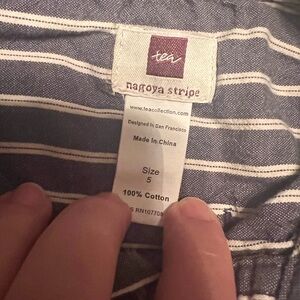 tea
nagoya stripe
www.teacollection.com
Designed in San Francisco
Made In China
Size
5
100% Cotton